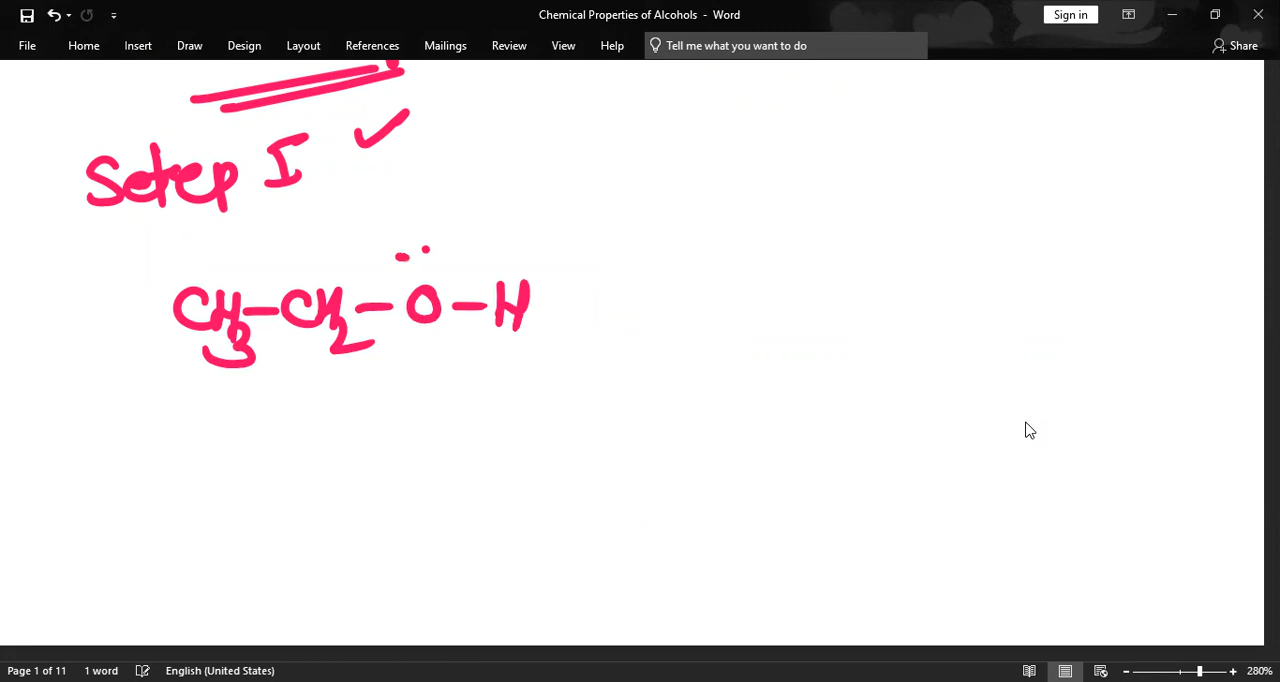 Chemical Properties of Alcohols - Word
Sign in
File Home Insert Draw Design Layout References Mailings Review View Help Tell me what you want to do Share
Setep I ✓
CH3-CH2-Ö-H
Page 1 of 11 1 word English (United States) 280%